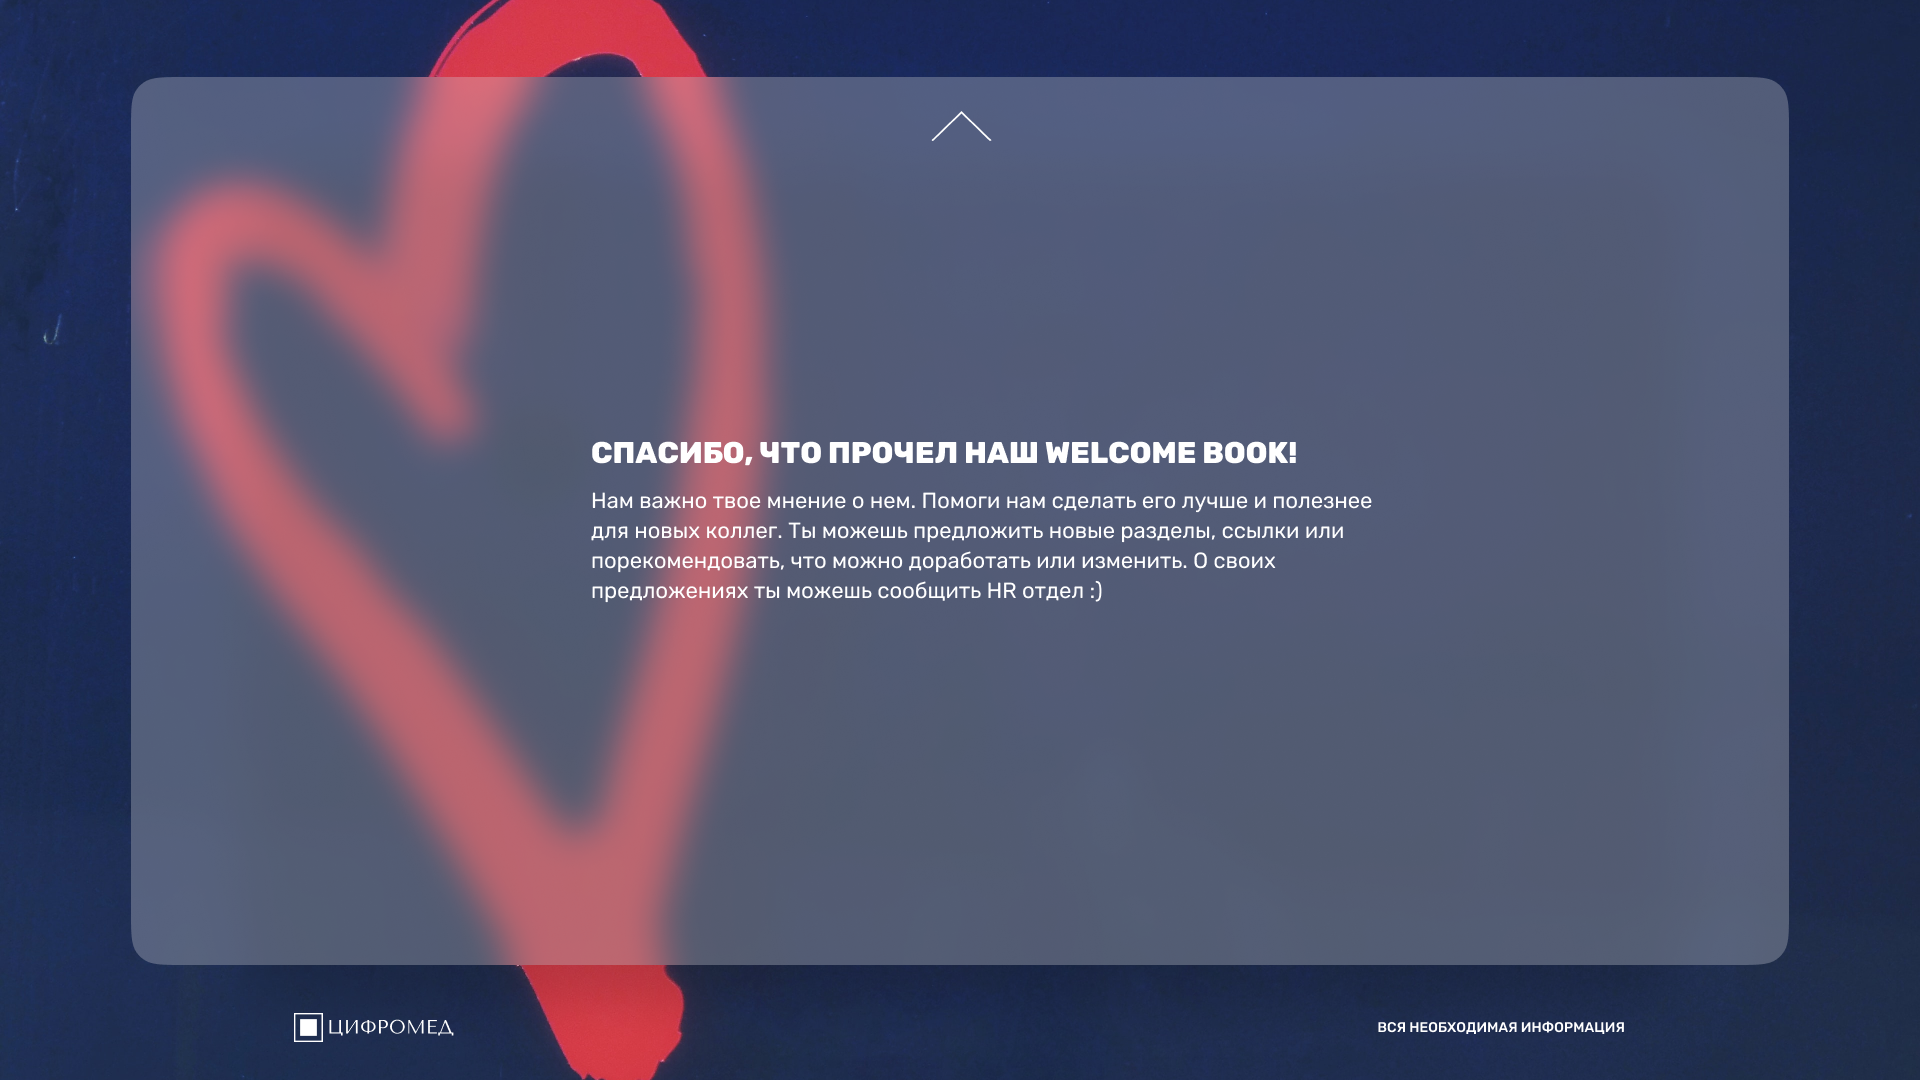 СПАСИБО, ЧТО ПРОЧЕЛ НАШ WELCOME BOOK!
Нам важно твое мнение о нем. Помоги нам сделать его лучше и полезнее
для новых коллег. Ты можешь предложить новые разделы, ссылки или
порекомендовать, что можно доработать или изменить. О своих
предложениях ты можешь сообщить HR отдел :)
ЦИФРОМЕД
ВСЯ НЕОБХОДИМАЯ ИНФОРМАЦИЯ